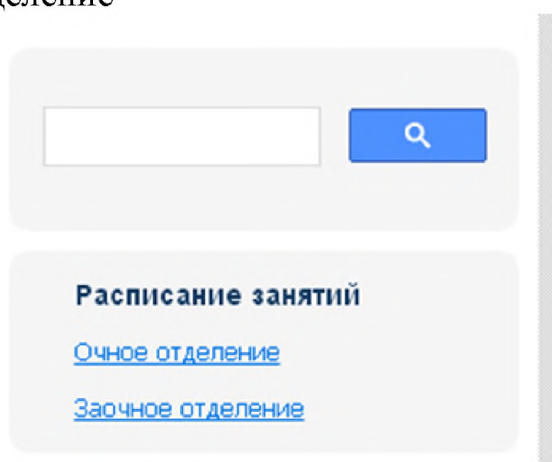 Расписание занятий
Очное отделение
Заочное отделение